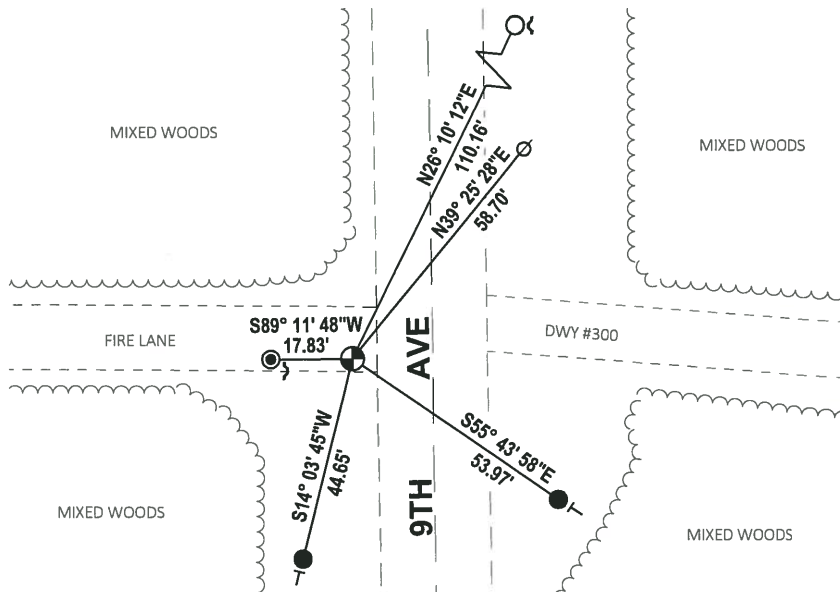 MIXED WOODS
MIXED WOODS
N26° 10' 12"E
110.16'
N39° 25' 28"E
58.70'
FIRE LANE
S89° 11' 48"W
17.83'
DWY #300
9TH AVE
S14° 03' 45"W
44.65'
S55° 43' 58"E
53.97'
MIXED WOODS
MIXED WOODS
T
T